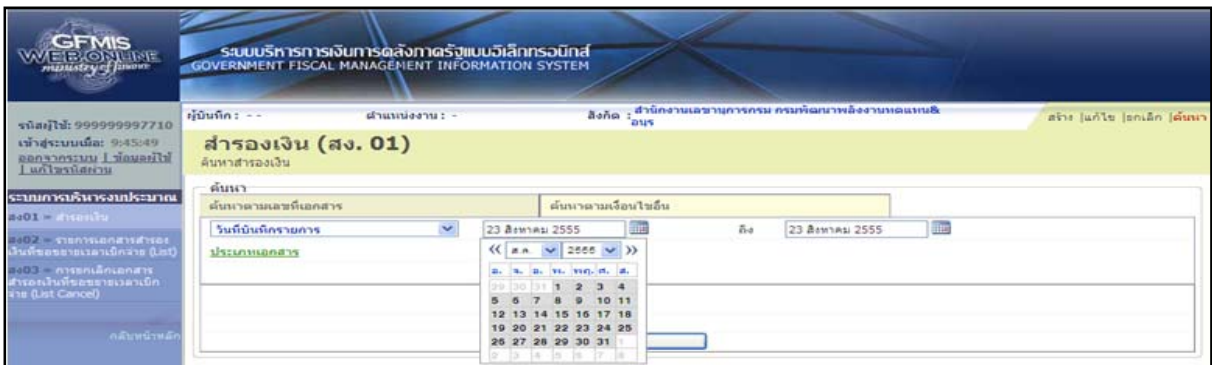 GFMIS
WEB ONLINE
ministry of finance
ระบบบริหารการเงินการคลังภาครัฐแบบอิเล็กทรอนิกส์
GOVERNMENT FISCAL MANAGEMENT INFORMATION SYSTEM
รหัสผู้ใช้: 999999997710
เข้าสู่ระบบเมื่อ: 9:45:49
ออกจากระบบ | ข้อมูลผู้ใช้
| แก้ไขรหัสผ่าน
ผู้บันทึก : - - ตำแหน่งงาน : - สังกัด : สำนักงานเลขานุการกรม กรมพัฒนาพลังงานทดแทน&
อนุร
สร้าง |แก้ไข |ยกเลิก |ค้นหา
สำรองเงิน (สง. 01)
ค้นหาสำรองเงิน
ระบบการบริหารงบประมาณ
สง01 = สำรองเงิน
สง02 = รายการเอกสารสำรอง
เงินที่ขอขยายเวลาเบิกจ่าย (List)
สง03 = การยกเลิกเอกสาร
สำรองเงินที่ขอขยายเวลาเบิก
จ่าย (List Cancel)
กลับหน้าหลัก
ค้นหา
ค้นหาตามเลขที่เอกสาร ค้นหาตามเงื่อนไขอื่น
วันที่บันทึกรายการ 23 สิงหาคม 2555 ถึง 23 สิงหาคม 2555
ประเภทเอกสาร
<< ส.ค. 2555 >>
อ. จ. อ. พ. พฤ. ศ. ส.
29 30 31 1 2 3 4
5 6 7 8 9 10 11
12 13 14 15 16 17 18
19 20 21 22 23 24 25
26 27 28 29 30 31 1
2 3 4 5 6 7 8